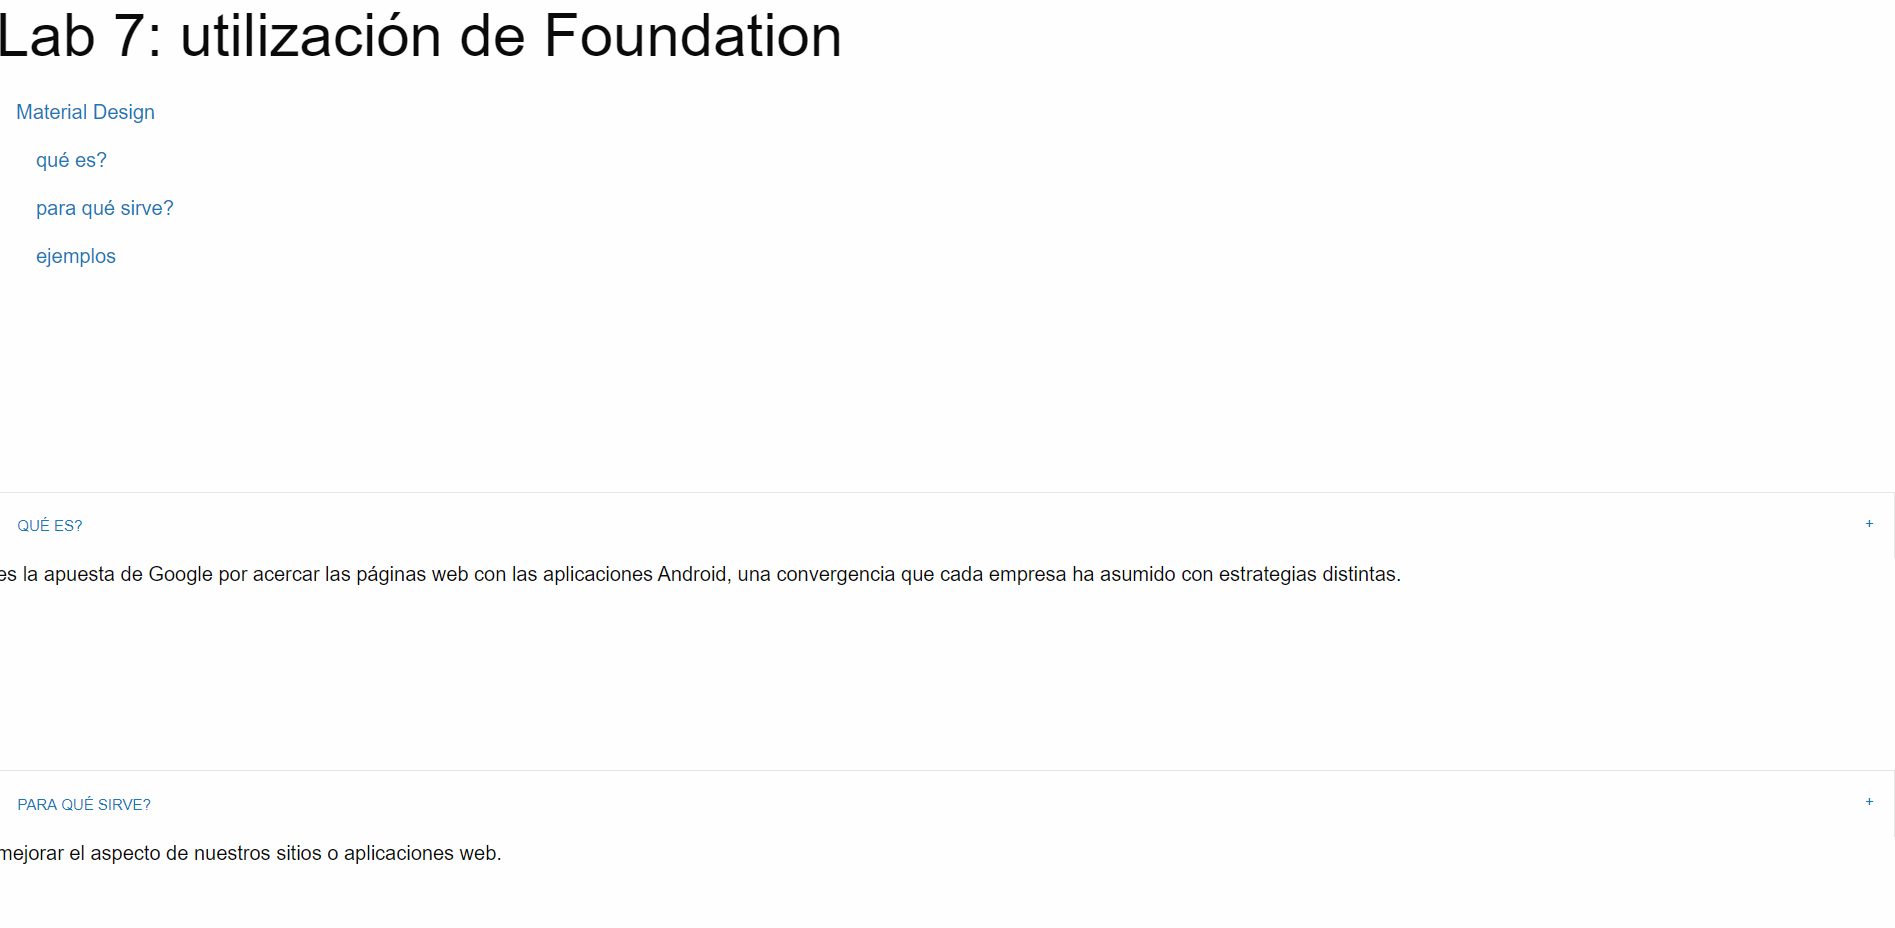 Lab 7: utilización de Foundation
Material Design
qué es?
para qué sirve?
ejemplos
QUÉ ES?
+
es la apuesta de Google por acercar las páginas web con las aplicaciones Android, una convergencia que cada empresa ha asumido con estrategias distintas.
PARA QUÉ SIRVE?
+
mejorar el aspecto de nuestros sitios o aplicaciones web.